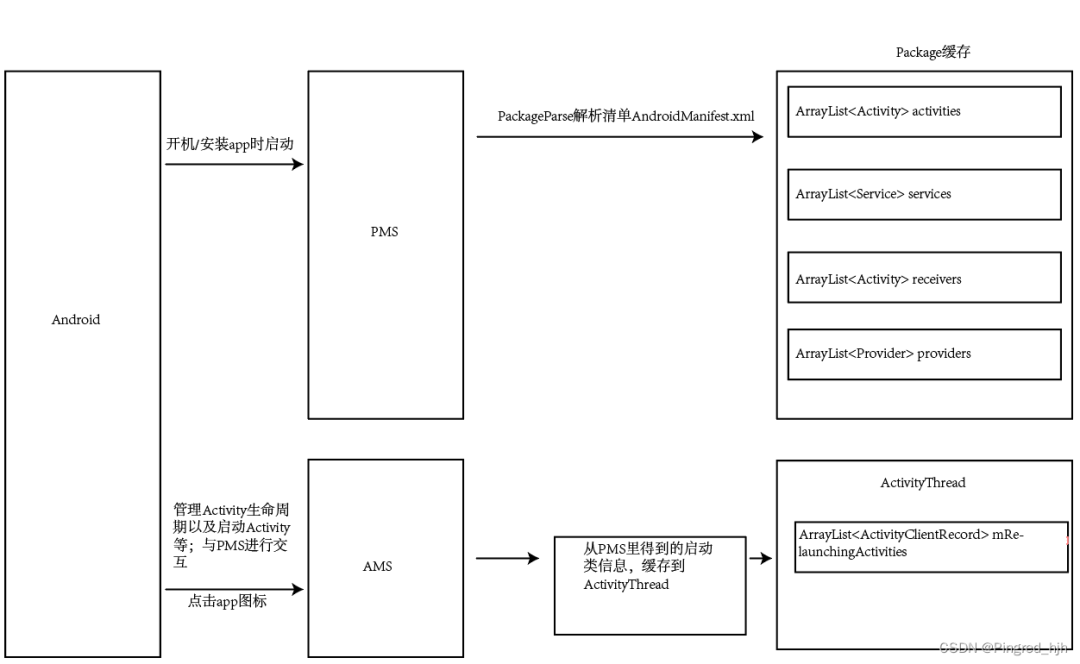 Package缓存
ArrayList<Activity> activities
PackageParse解析清单AndroidManifest.xml
开机/安装app时启动
ArrayList<Service> services
PMS
ArrayList<Activity> receivers
Android
ArrayList<Provider> providers
管理Activity生命周
期以及启动Activity
等；与PMS进行交
互
点击app图标
AMS
从PMS里得到的启动
类信息，缓存到
ActivityThread
ActivityThread
ArrayList<ActivityClientRecord> mRe-
launchingActivities
CSDN @Pingred_hjh